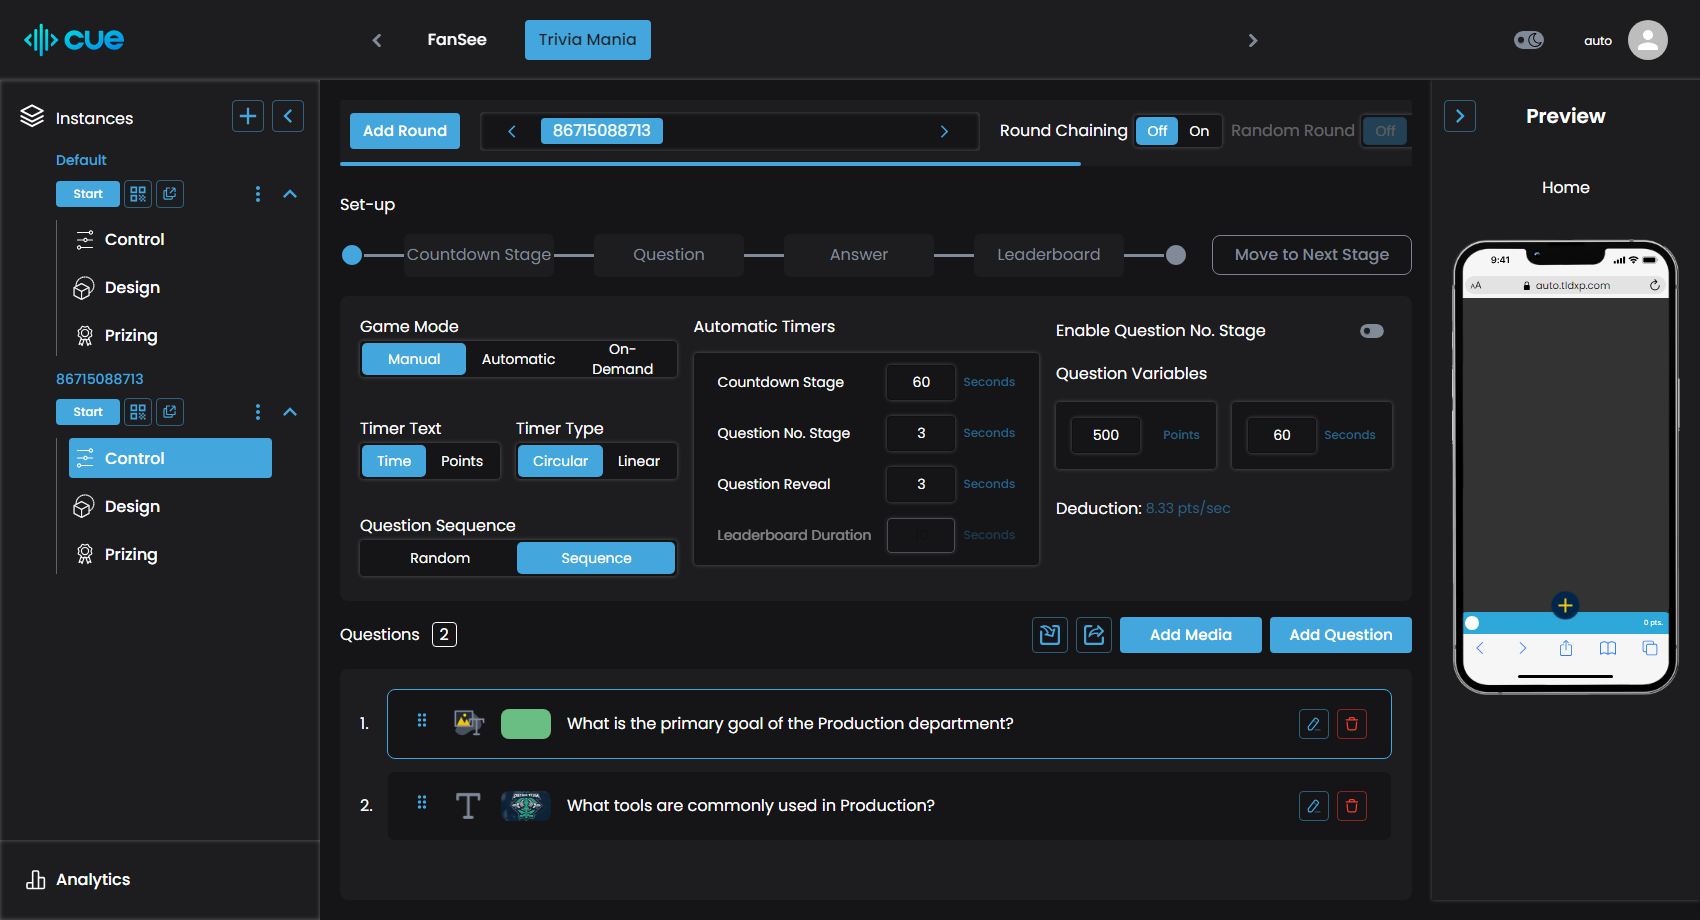 cue
FanSee
Trivia Mania
auto
Instances
Default
Start
Control
Design
Prizing
86715088713
Start
Control
Design
Prizing
Analytics
Add Round
86715088713
Round Chaining
Off
On
Random Round
Off
Set-up
Countdown Stage
Question
Answer
Leaderboard
Move to Next Stage
Game Mode
Manual
Automatic
On-
Demand
Timer Text
Time
Points
Timer Type
Circular
Linear
Question Sequence
Random
Sequence
Automatic Timers
Countdown Stage
60
Seconds
Question No. Stage
3
Seconds
Question Reveal
3
Seconds
Leaderboard Duration
Seconds
Enable Question No. Stage
Question Variables
500
Points
60
Seconds
Deduction: 8.33 pts/sec
Questions
2
Add Media
Add Question
1.
What is the primary goal of the Production department?
2.
What tools are commonly used in Production?
Preview
Home
9:41
AA
auto.tldxp.com
0 pts.